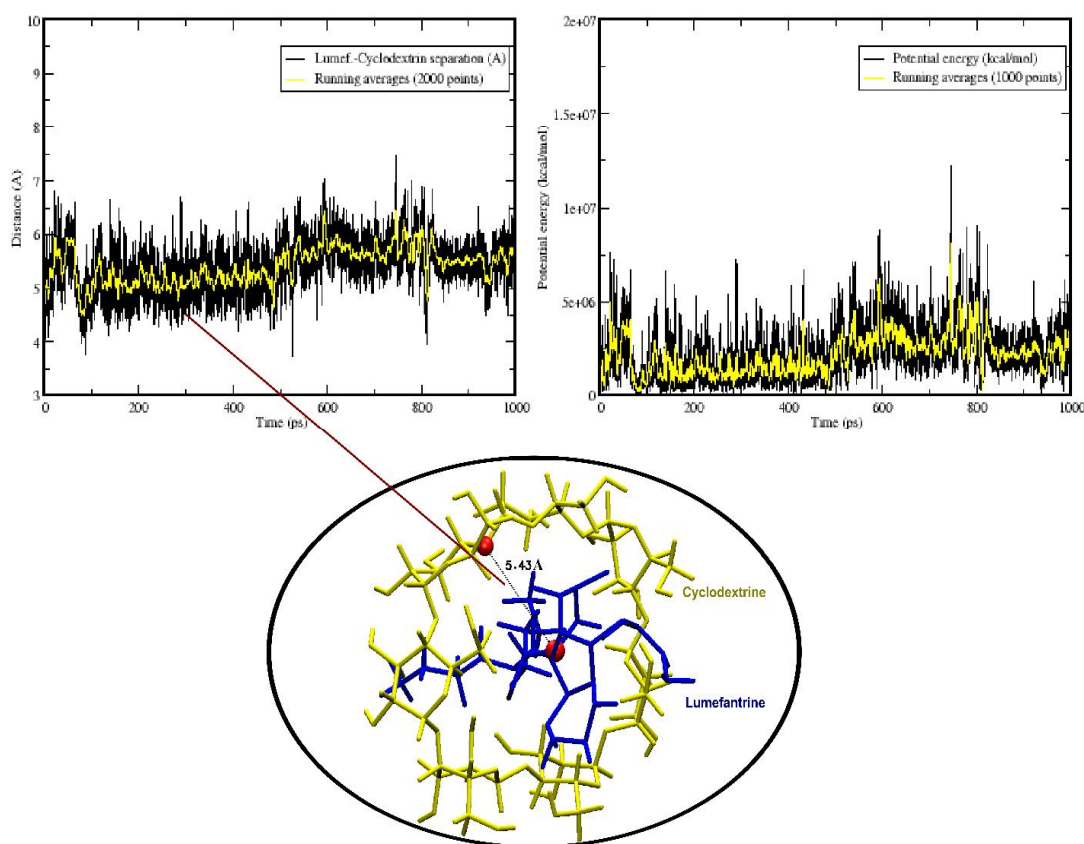 10
9
8
7
6
5
4
3
Distance (A)
Lumef.-Cyclodextrin separation (A)
Running averages (2000 points)
0
200
400
600
800
1000
Time (ps)
2e+07
1.5e+07
1e+07
5e+06
0
Potential energy (kcal/mol)
Potential energy (kcal/mol)
Running averages (1000 points)
0
200
400
600
800
1000
Time (ps)
5.43A
Cyclodextrine
Lumefantrine